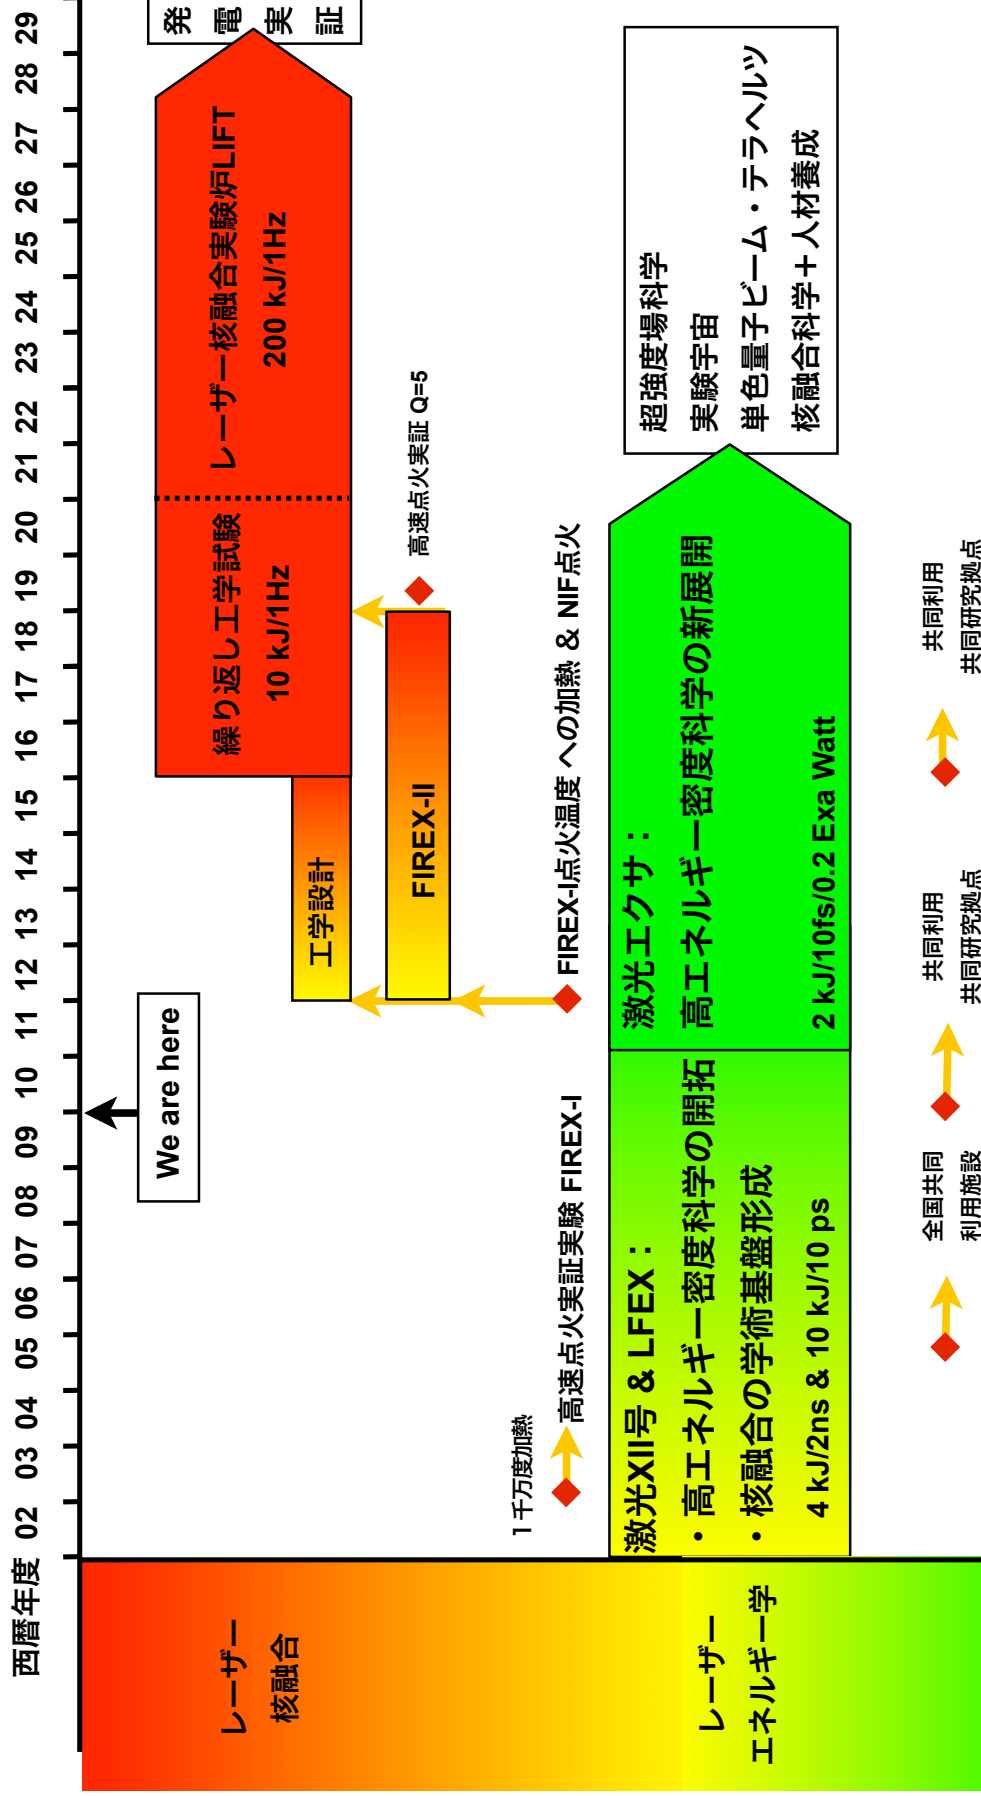 西暦年度 02 03 04 05 06 07 08 09 10 11 12 13 14 15 16 17 18 19 20 21 22 23 24 25 26 27 28 29
レーザー
核融合
We are here
工学設計
繰り返し工学試験
10 kJ/1Hz
レーザー核融合実験炉LIFT
200 kJ/1Hz
発
電
実
証
FIREX-II
高速点火実証 Q=5
1千万度加熱
高速点火実証実験 FIREX-I
FIREX-I点火温度 への加熱 & NIF点火
レーザー
エネルギー学
激光XII号 & LFEX：
・高エネルギー密度科学の開拓
・核融合の学術基盤形成
4 kJ/2ns & 10 kJ/10 ps
激光エクサ：
高エネルギー密度科学の新展開
2 kJ/10fs/0.2 Exa Watt
超強度場科学
実験宇宙
単色量子ビーム・テラヘルツ
核融合科学＋人材養成
全国共同
利用施設
共同利用
共同研究拠点
共同利用
共同研究拠点